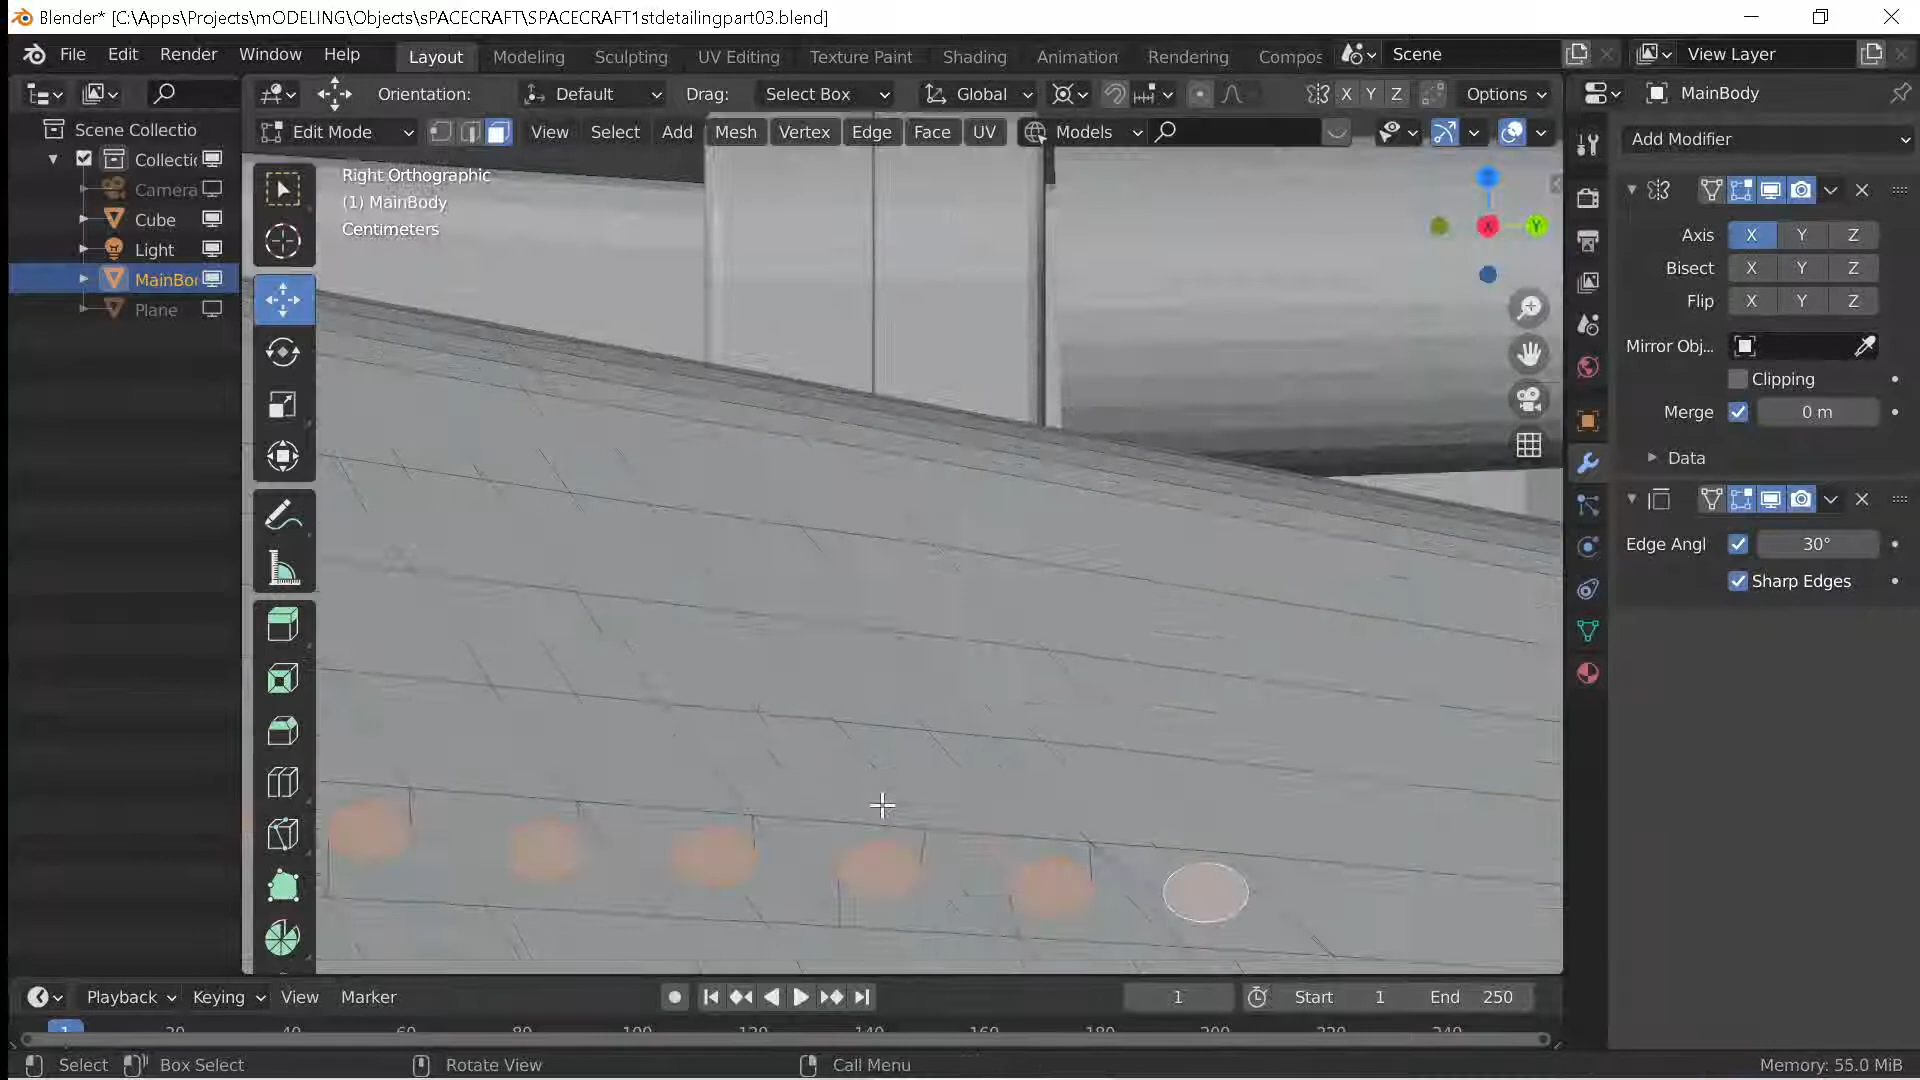 Blender* [C:\Apps\Projects\mODELING\Objects\sPACECRAFT\SPACECRAFT1stdetailingpart03.blend]
File Edit Render Window Help Layout Modeling Sculpting UV Editing Texture Paint Shading Animation Rendering Compos Scene View Layer
Orientation: Default Drag: Select Box Global X Y Z Options MainBody
Edit Mode View Select Add Mesh Vertex Edge Face UV Models
Scene Collectio
Collectio
Camera
Cube
Light
MainBo
Plane
Right Orthographic
(1) MainBody
Centimeters
X
Y
Add Modifier
Axis X Y Z
Bisect X Y Z
Flip X Y Z
Mirror Obj...
Clipping
Merge 0 m
Data
Edge Angl 30°
Sharp Edges
Playback Keying View Marker 1 Start 1 End 250
1 20 40 60 80 100 120 140 160 180 200 220 240
Select Box Select Rotate View Call Menu Memory: 55.0 MiB